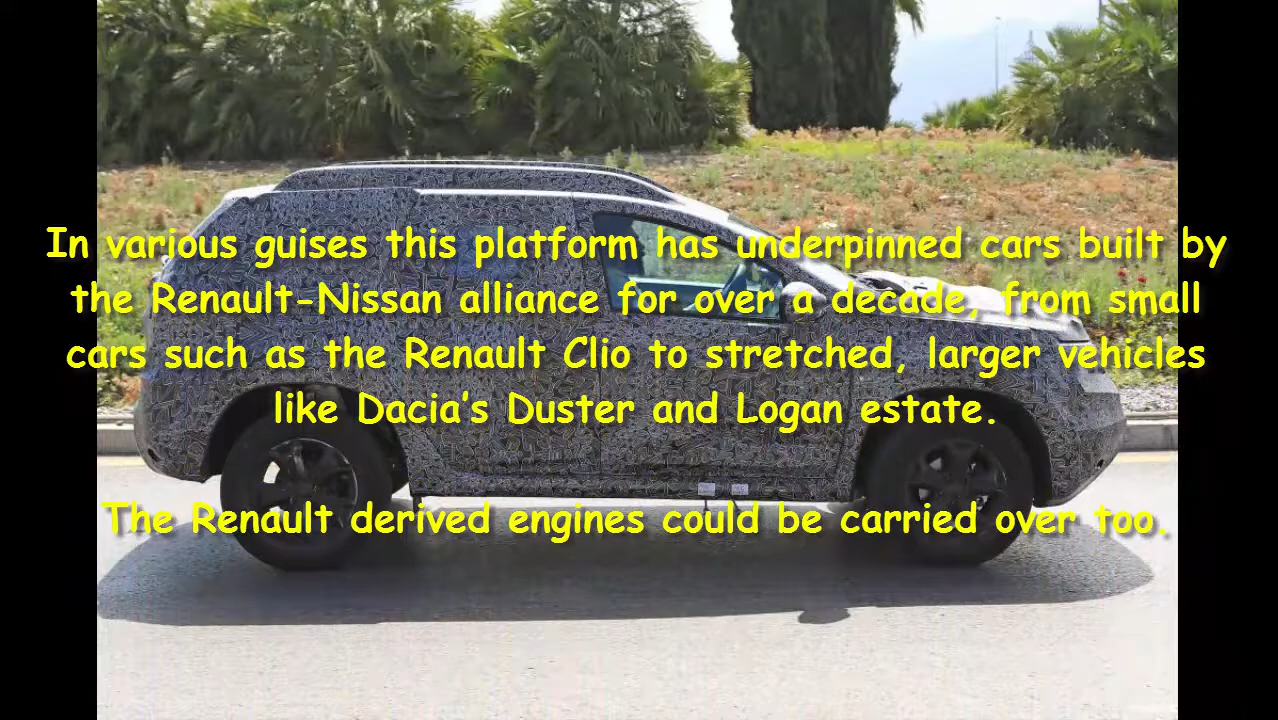 In various guises this platform has underpinned cars built by
the Renault-Nissan alliance for over a decade, from small
cars such as the Renault Clio to stretched, larger vehicles
like Dacia's Duster and Logan estate.
The Renault derived engines could be carried over too.